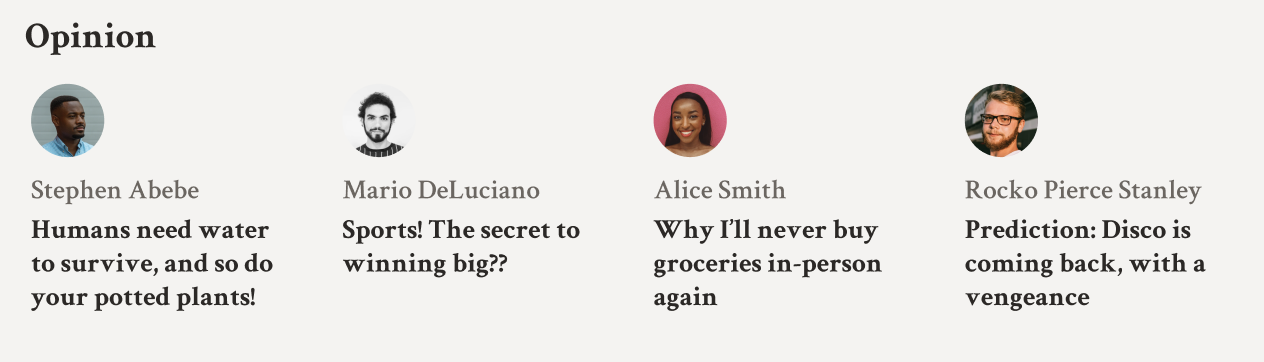 Opinion
Stephen Abebe
Humans need water
to survive, and so do
your potted plants!
Mario DeLuciano
Sports! The secret to
winning big??
Alice Smith
Why I’ll never buy
groceries in-person
again
Rocko Pierce Stanley
Prediction: Disco is
coming back, with a
vengeance